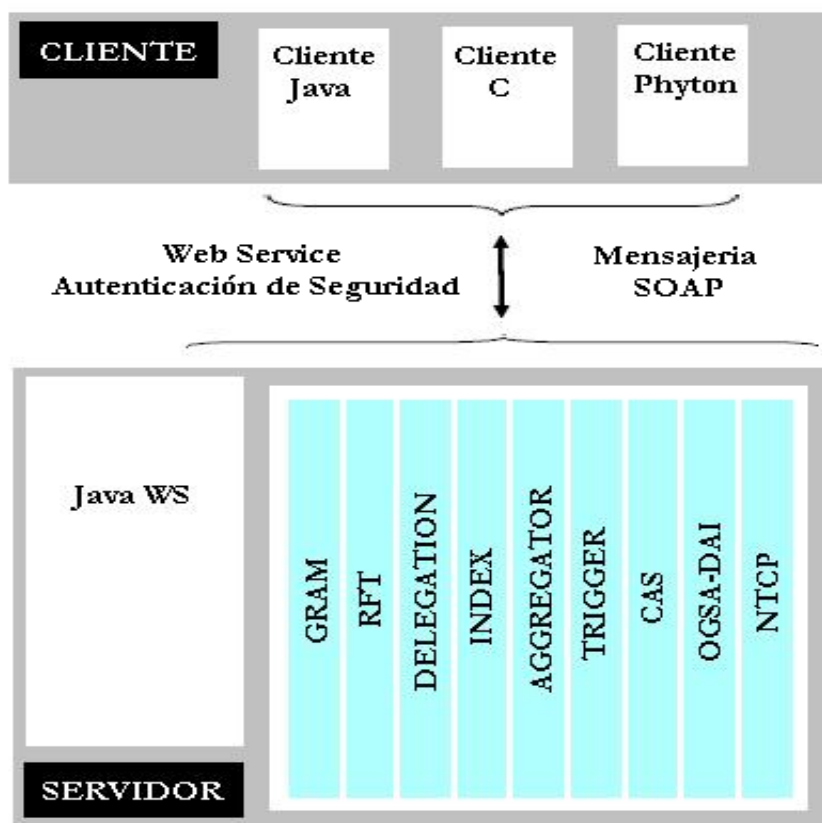 CLIENTE
Cliente
Java
Cliente
C
Cliente
Phyton
Web Service
Autenticación de Seguridad
Mensajeria
SOAP
Java WS
GRAM
RFT
DELEGATION
INDEX
AGGREGATOR
TRIGGER
CAS
OGSA-DAI
NTCP
SERVIDOR